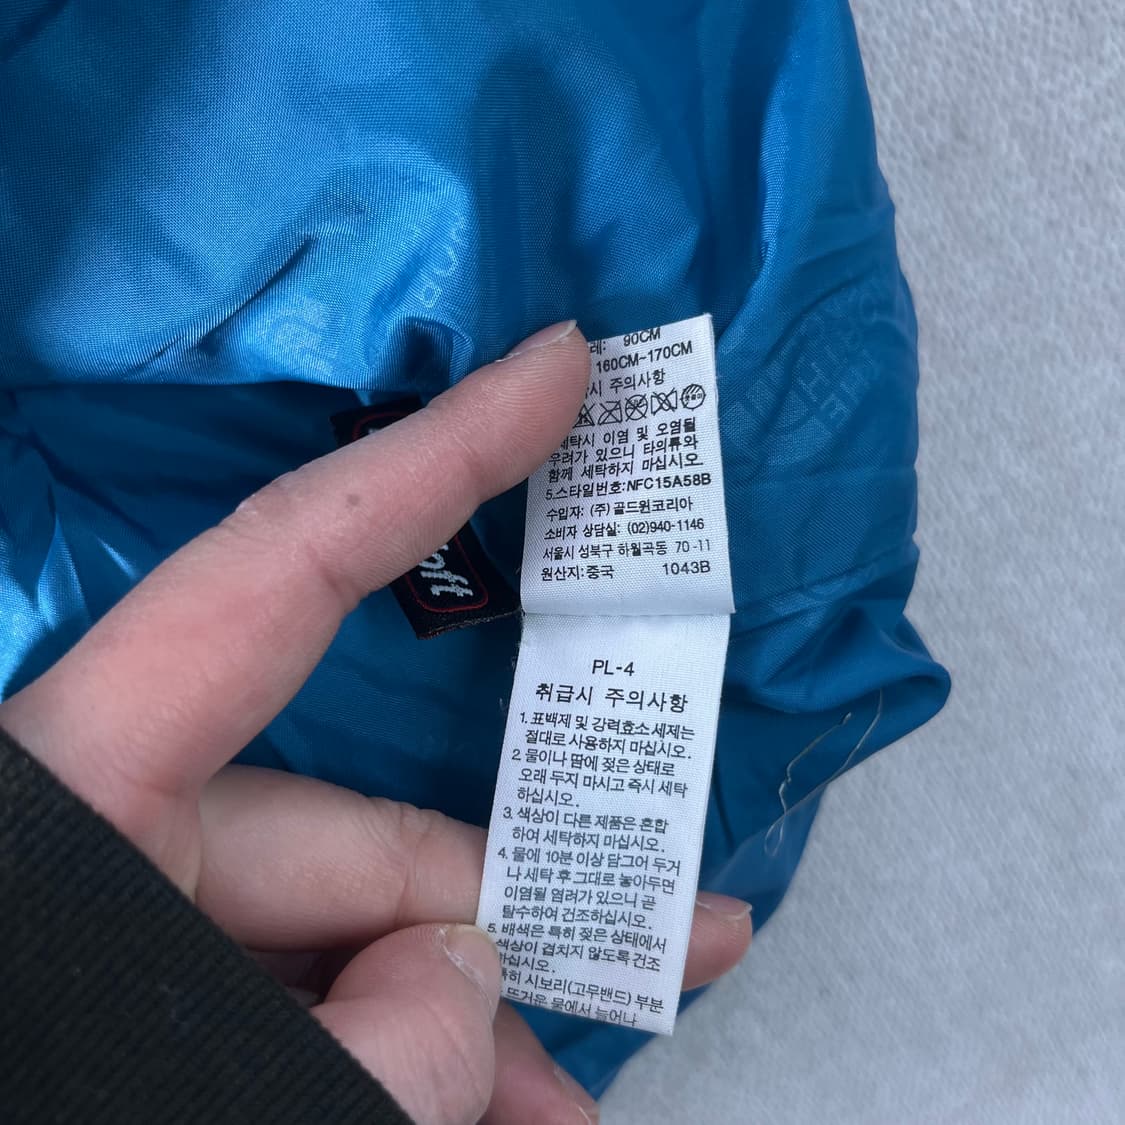 레: 90CM
160CM~170CM
시 주의사항
세탁시 이염 및 오염될
우려가 있으니 타의류와
함께 세탁하지 마십시오.
5.스타일번호:NFC15A58B
수입자: (주)골드윈코리아
소비자 상담실: (02)940-1146
서울시 성북구 하월곡동 70-11
원산지:중국 1043B
PL-4
취급시 주의사항
1. 표백제 및 강력효소세제는
절대로 사용하지 마십시오.
2 물이나 땀에 젖은 상태로
오래 두지 마시고 즉시 세탁
하십시오.
3. 색상이 다른 제품은 혼합
하여 세탁하지 마십시오.
4. 물에 10분 이상 담그어 두거
나 세탁 후 그대로 놓아두면
이염될 염려가 있으니 곧
탈수하여 건조하십시오.
5. 배색은 특히 젖은 상태에서
색상이 겹치지 않도록 건조
하십시오.
특히 시보리(고무밴드) 부분
뜨거운 물에서 늘어나